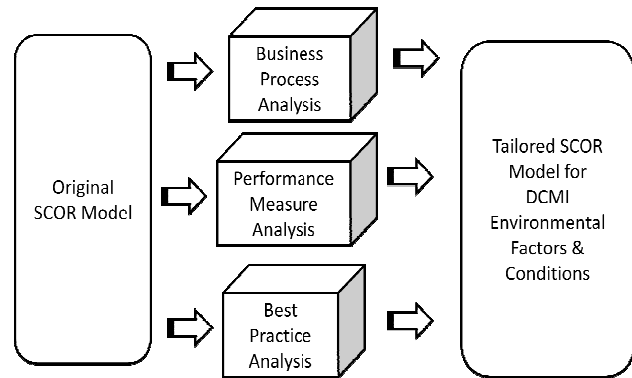 Original
SCOR Model
Business
Process
Analysis
Performance
Measure
Analysis
Best
Practice
Analysis
Tailored SCOR
Model for
DCMI
Environmental
Factors &
Conditions